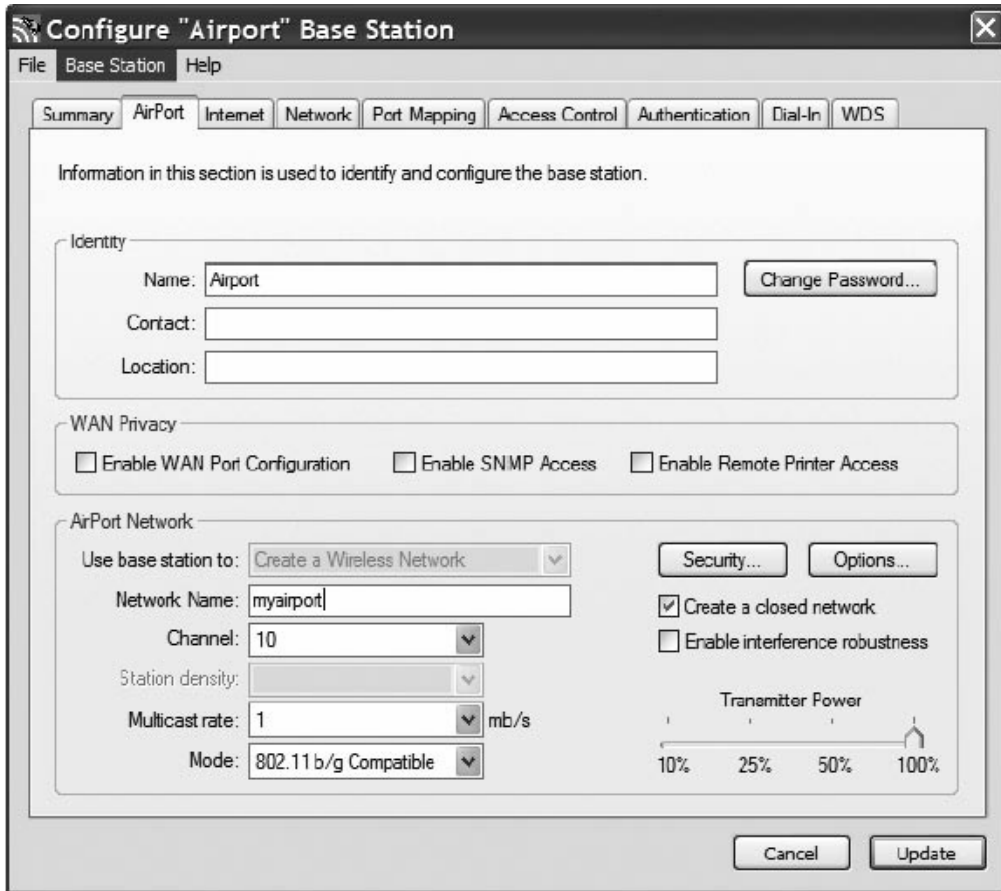 Configure "Airport" Base Station
File Base Station Help
Summary AirPort Internet Network Port Mapping Access Control Authentication Dial-In WDS
Information in this section is used to identify and configure the base station.
Identity
Name: Airport Change Password...
Contact:
Location:
WAN Privacy
Enable WAN Port Configuration Enable SNMP Access Enable Remote Printer Access
AirPort Network
Use base station to: Create a Wireless Network Security... Options...
Network Name: myairport Create a closed network
Channel: 10 Enable interference robustness
Station density:
Transmitter Power
Multicast rate: 1 mb/s
Mode: 802.11 b/g Compatible 10% 25% 50% 100%
Cancel Update